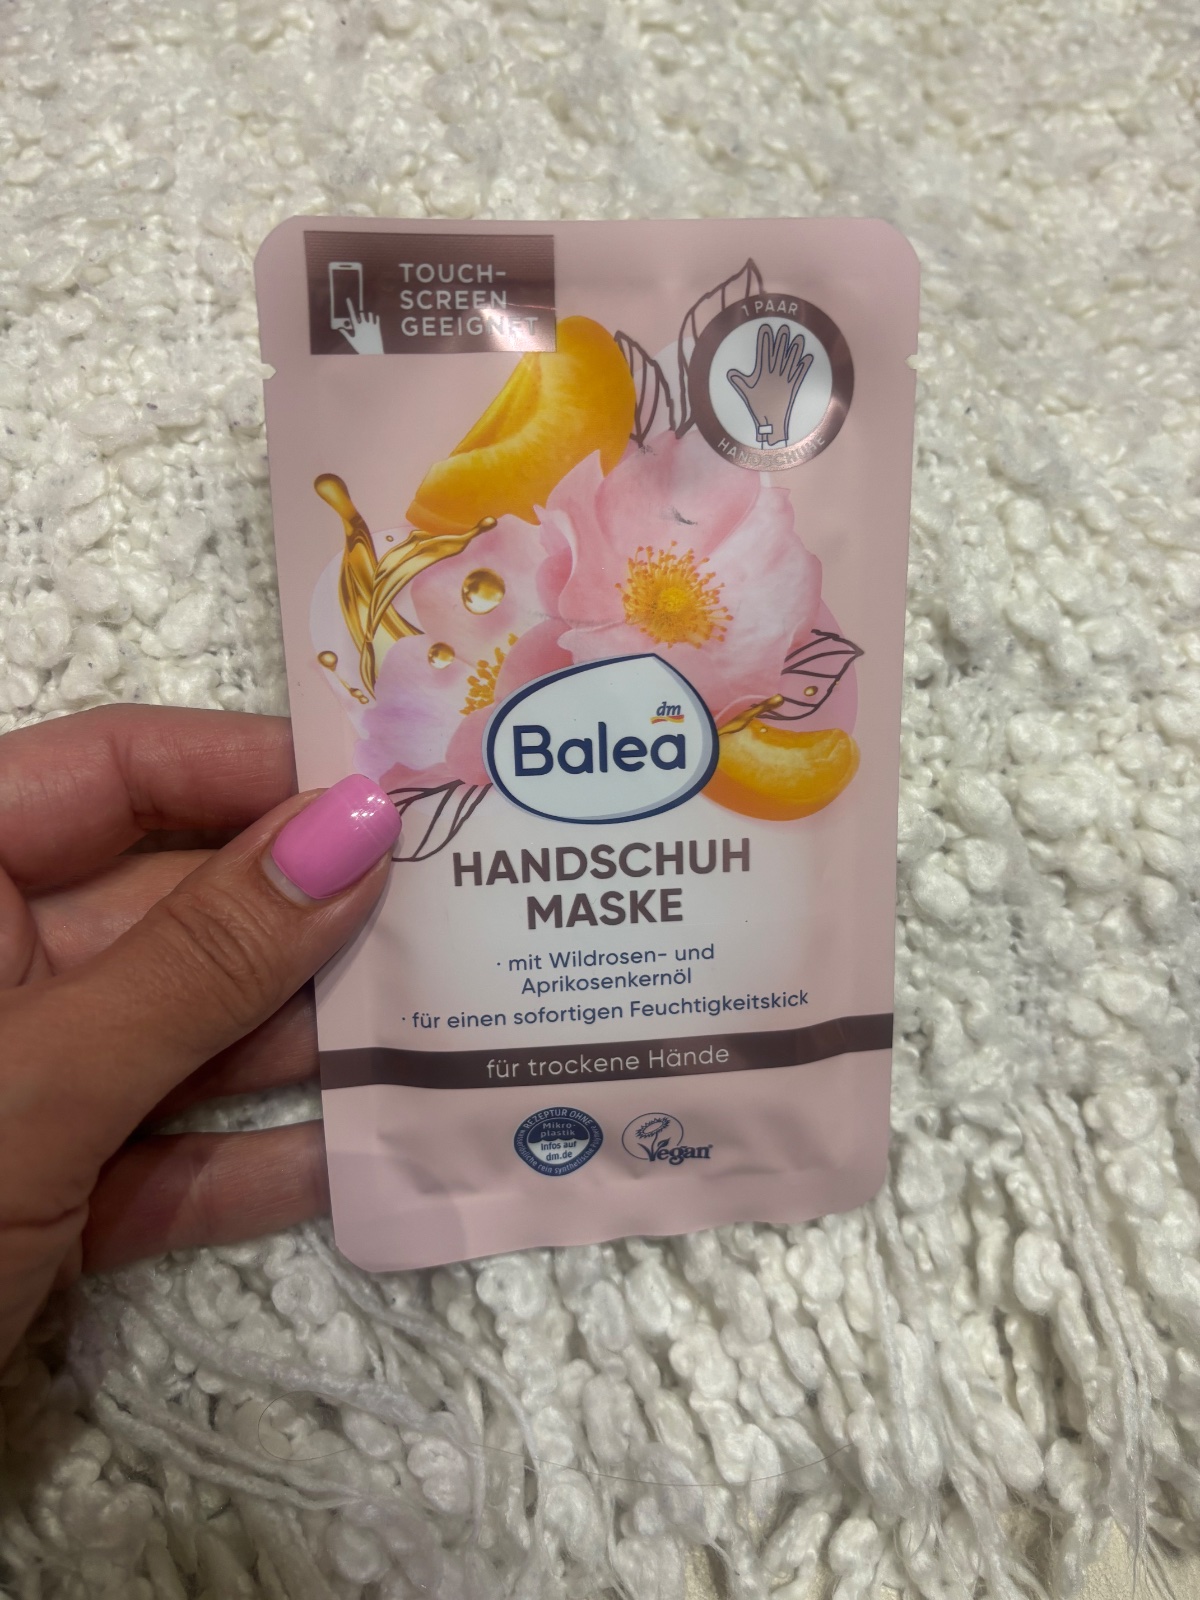 TOUCH-
SCREEN
GEEIGNET
1 PAAR
HANDSCHUHE
dm
Balea
HANDSCHUH
MASKE
· mit Wildrosen- und
Aprikosenkernöl
· für einen sofortigen Feuchtigkeitskick
für trockene Hände
REZEPTUR OHNE
Mikro-
plastik
Infos auf
dm.de
Vegan